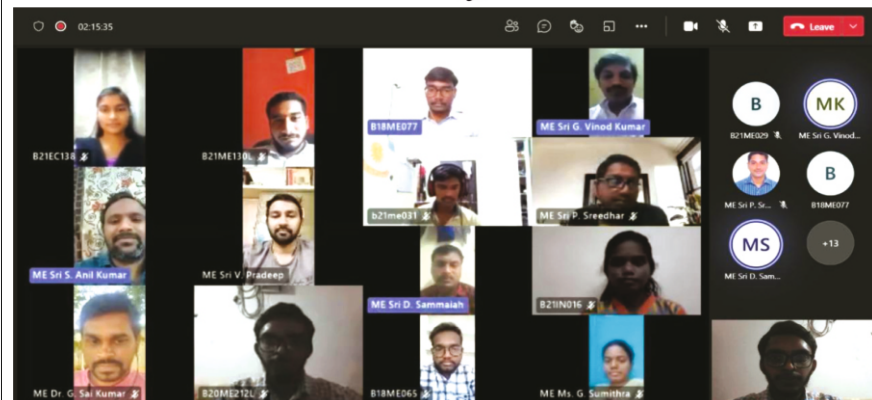 02:15:35
Leave
B21EC138
B21ME130L
B18ME077
ME Sri G. Vinod Kumar
b21me031
ME Sri P. Sreedhar
ME Sri S. Anil Kumar
ME Sri V. Pradeep
ME Sri D. Sammaiah
B21IN016
ME Dr. G. Sai Kumar
B20ME212L
B18ME065
ME Ms. G. Sumithra
B
MK
B21ME029
ME Sri G. Vinod...
B
ME Sri P. Sr...
B18ME077
MS
+13
ME Sri D. Sam...